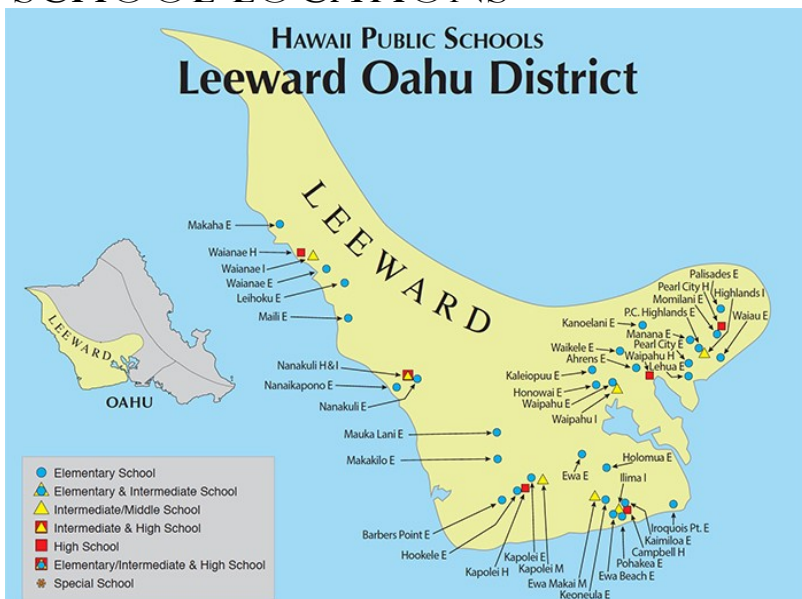 SCHOOL LOCATIONS
HAWAII PUBLIC SCHOOLS
Leeward Oahu District
LEEWARD
Makaha E
Waianae H
Waianae I
Waianae E
Leihoku E
Maili E
Nanakuli H&I
Nanaikapono E
Nanakuli E
Mauka Lani E
Makakilo E
Barbers Point E
Hookele E
Kapolei H
Kapolei E
Kapolei M
Ewa Makai M
Keoneula E
Ewa Beach E
Pohakea E
Campbell H
Kaimiloa E
Iroquois Pt. E
Ilima I
Holomua E
Ewa E
Waipahu I
Waipahu E
Honowai E
Kaleiopuu E
Ahrens E
Waikele E
Kanoelani E
Palisades E
Pearl City H
Highlands I
Momilani E
P.C. Highlands E
Waiau E
Manana E
Pearl City E
Waipahu H
Lehua E
LEEWARD
OAHU
Elementary School
Elementary & Intermediate School
Intermediate/Middle School
Intermediate & High School
High School
Elementary/Intermediate & High School
Special School